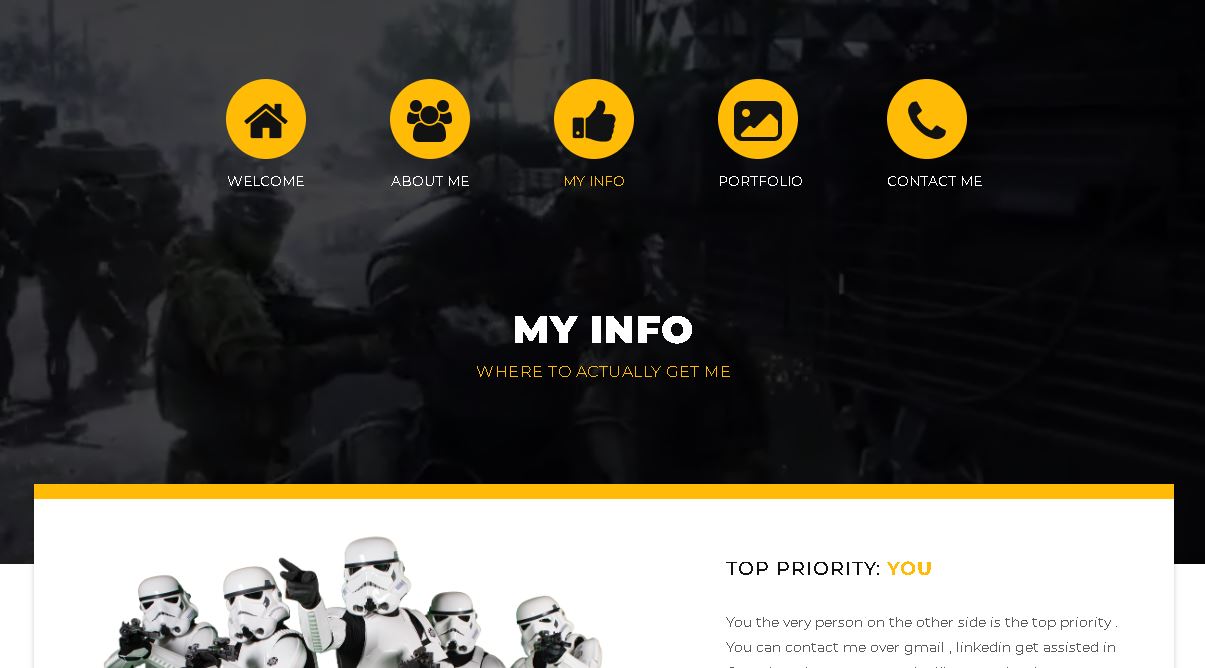 WELCOME
ABOUT ME
MY INFO
PORTFOLIO
CONTACT ME
MY INFO
WHERE TO ACTUALLY GET ME
TOP PRIORITY: YOU
You the very person on the other side is the top priority .
You can contact me over gmail , linkedin get assisted in